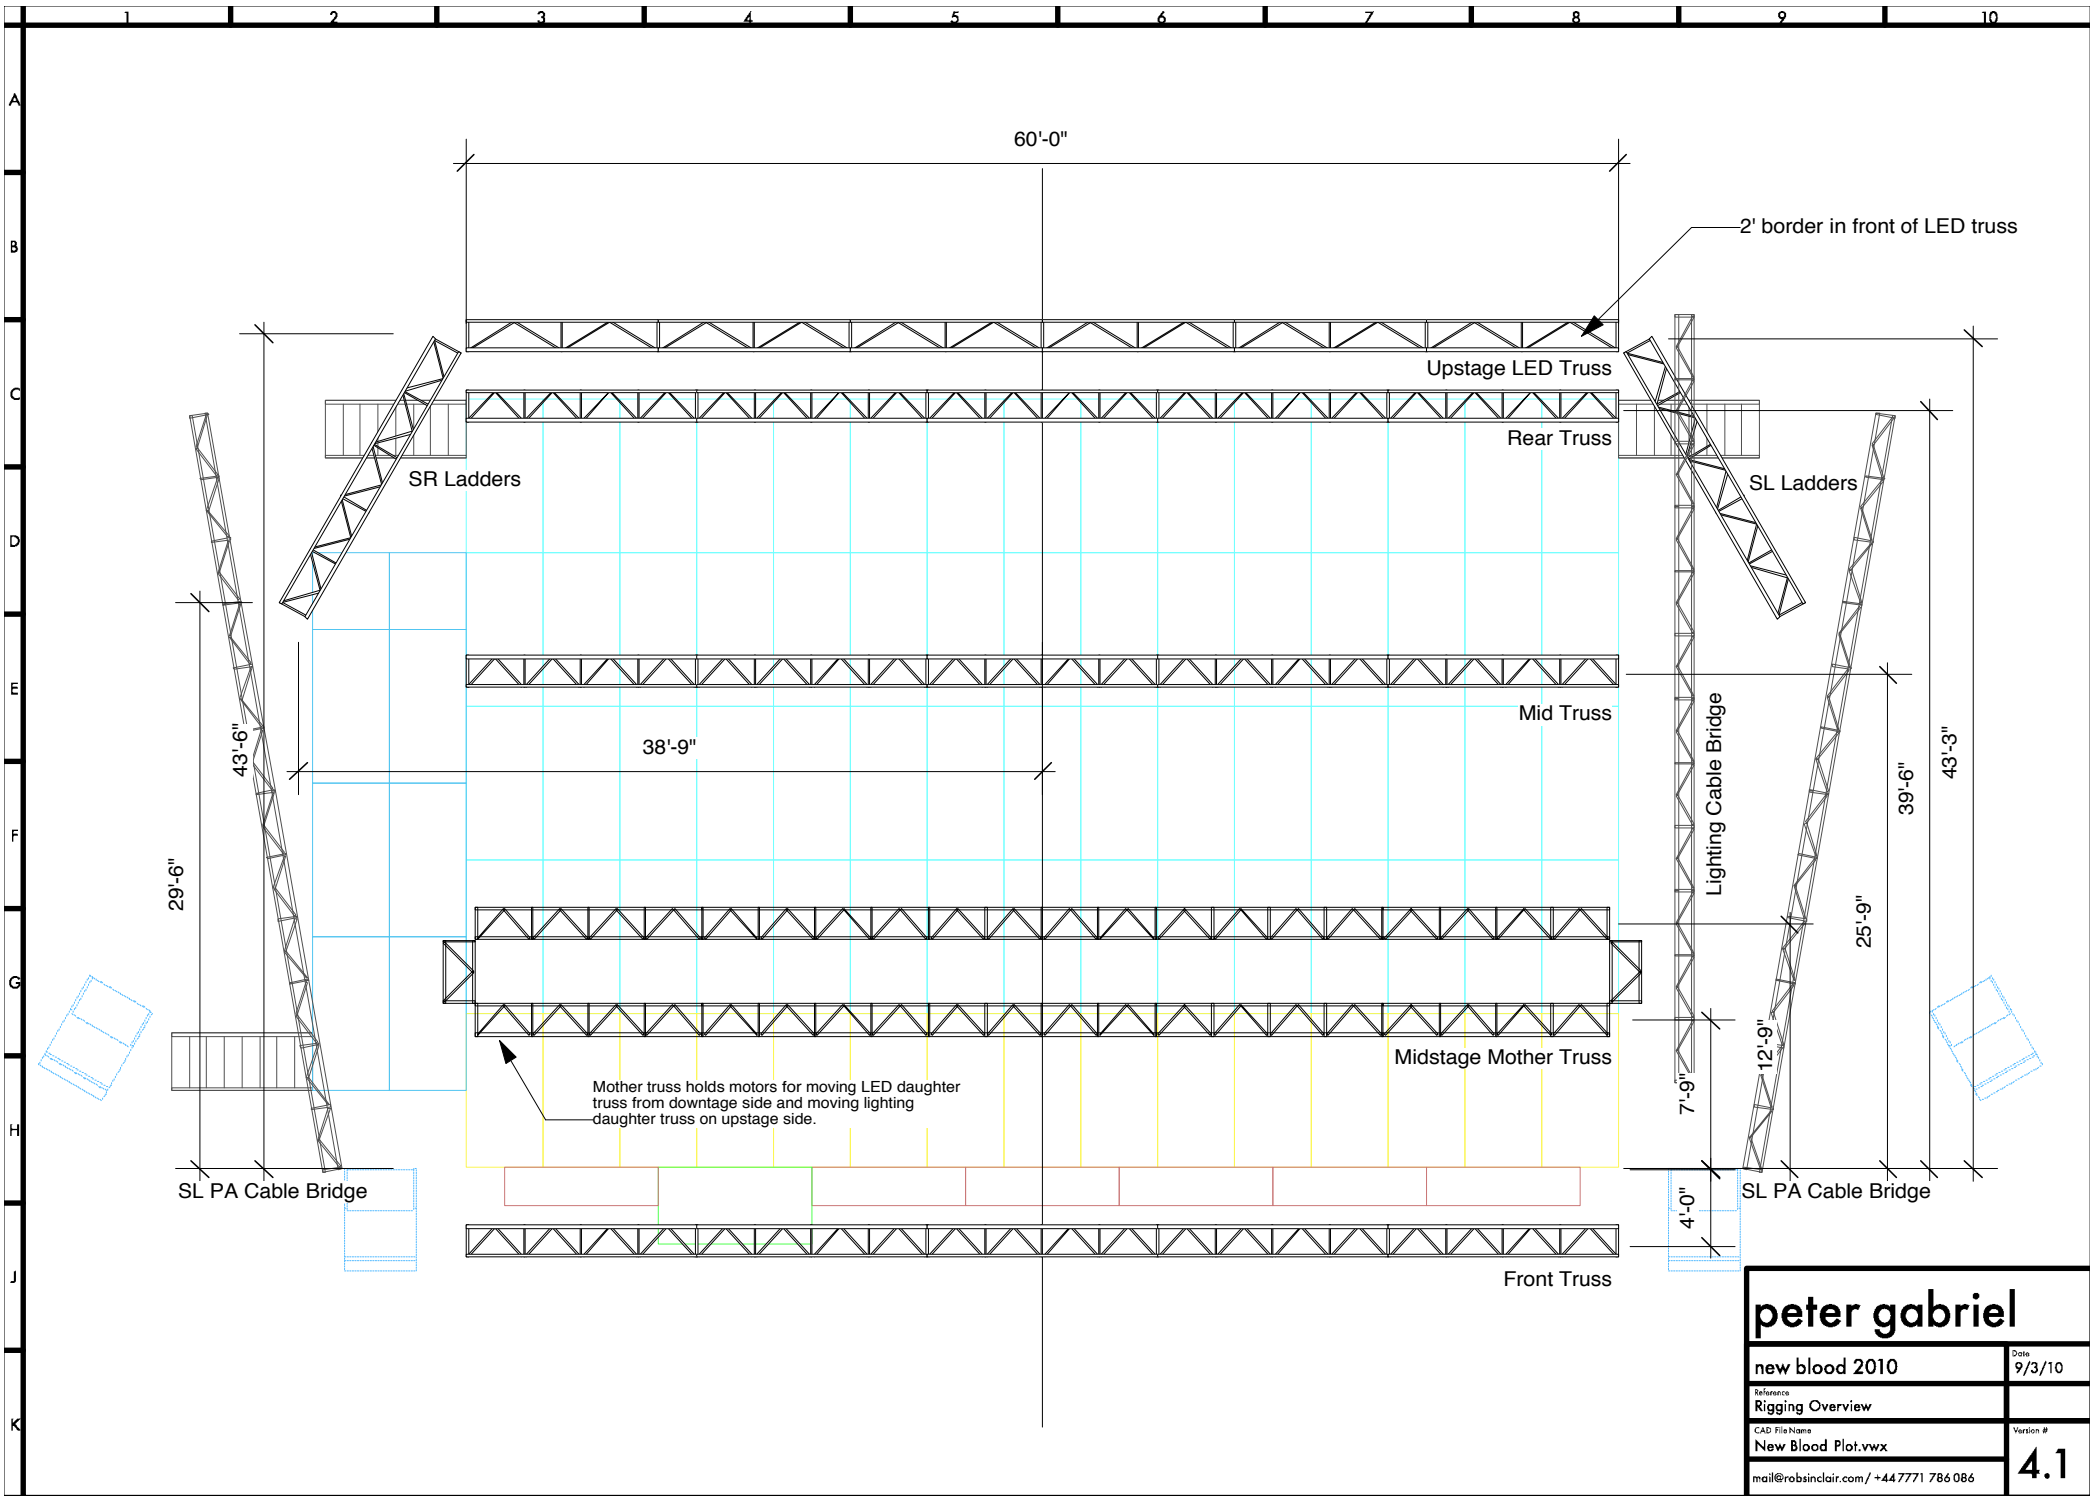 1 2 3 4 5 6 7 8 9 10
A
B
C
D
E
F
G
H
J
K
60'-0"
2' border in front of LED truss
Upstage LED Truss
Rear Truss
SR Ladders
SL Ladders
Mid Truss
Lighting Cable Bridge
38'-9"
43'-6"
29'-6"
43'-3"
39'-6"
25'-9"
12'-9"
7'-9"
4'-0"
Midstage Mother Truss
Mother truss holds motors for moving LED daughter
truss from downtage side and moving lighting
daughter truss on upstage side.
SL PA Cable Bridge
SL PA Cable Bridge
Front Truss
peter gabriel
new blood 2010
Date
9/3/10
Reference
Rigging Overview
CAD File Name
New Blood Plot.vwx
Version #
4.1
mail@robsinclair.com/ +447771 786 086